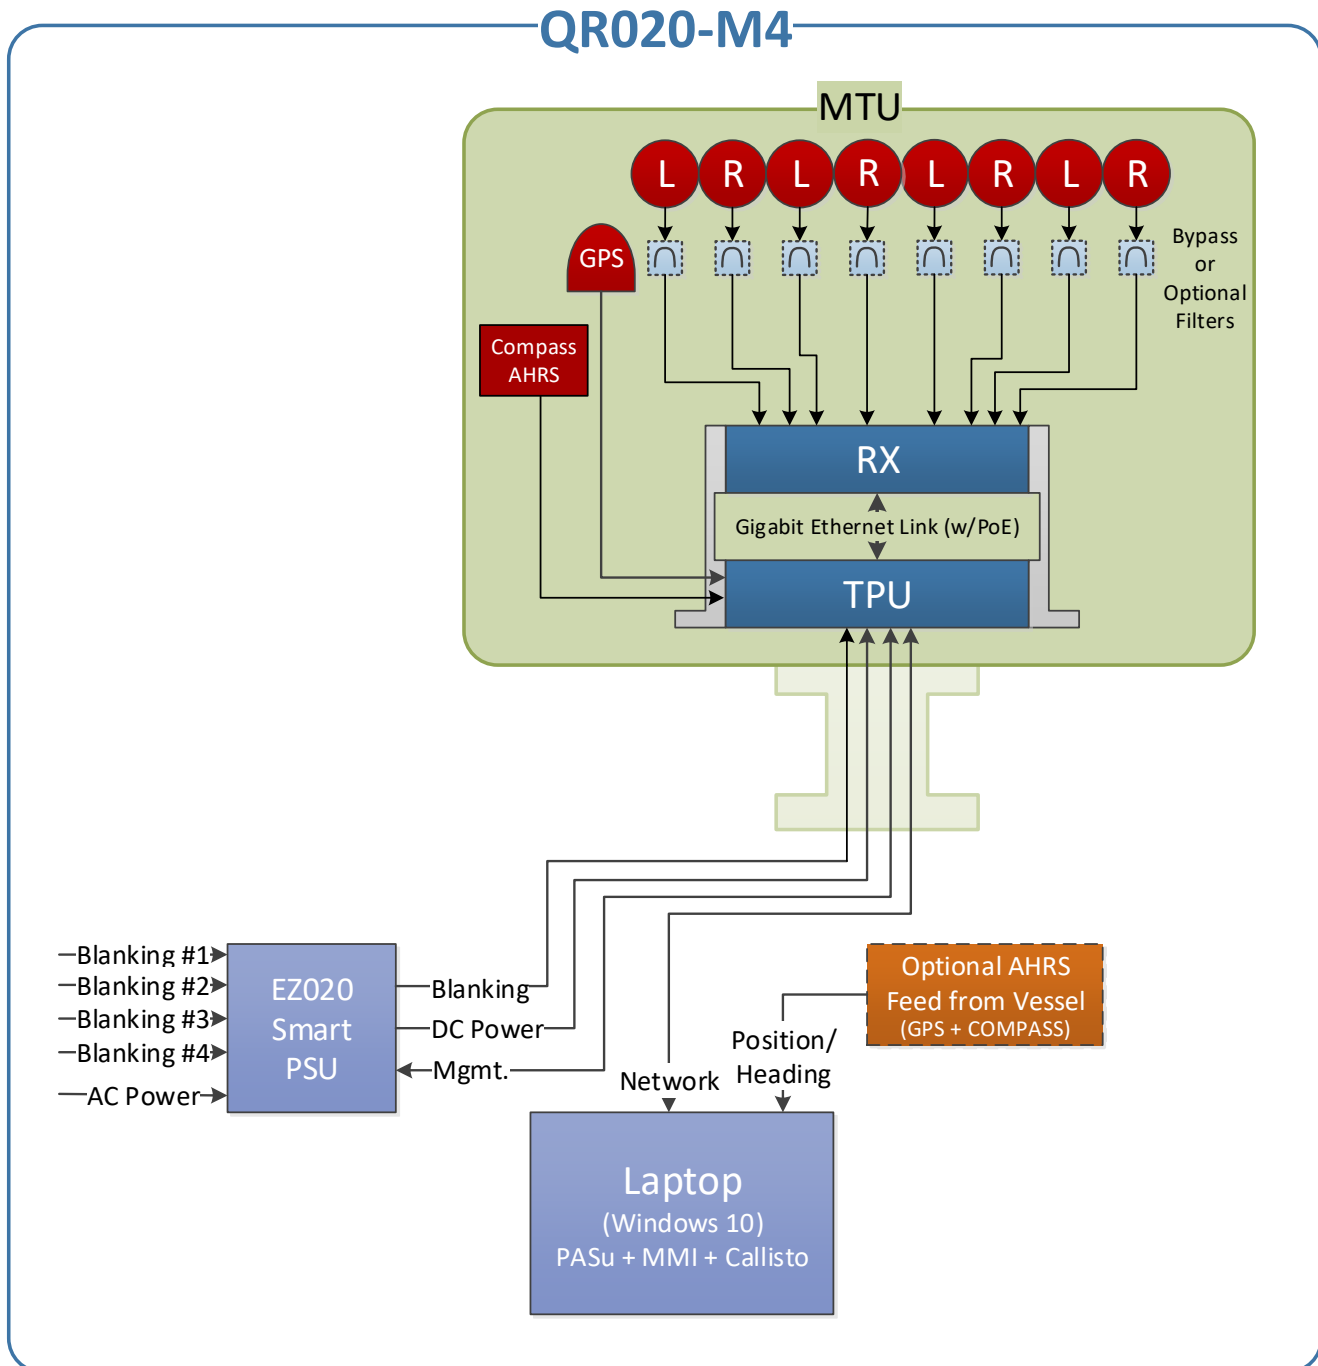 QR020-M4
MTU
L R L R L R L R
GPS
Bypass
or
Optional
Filters
Compass
AHRS
RX
Gigabit Ethernet Link (w/PoE)
TPU
Blanking #1
Blanking #2
Blanking #3
Blanking #4
AC Power
EZ020
Smart
PSU
Blanking
DC Power
Mgmt.
Network
Position/
Heading
Optional AHRS
Feed from Vessel
(GPS + COMPASS)
Laptop
(Windows 10)
PASu + MMI + Callisto